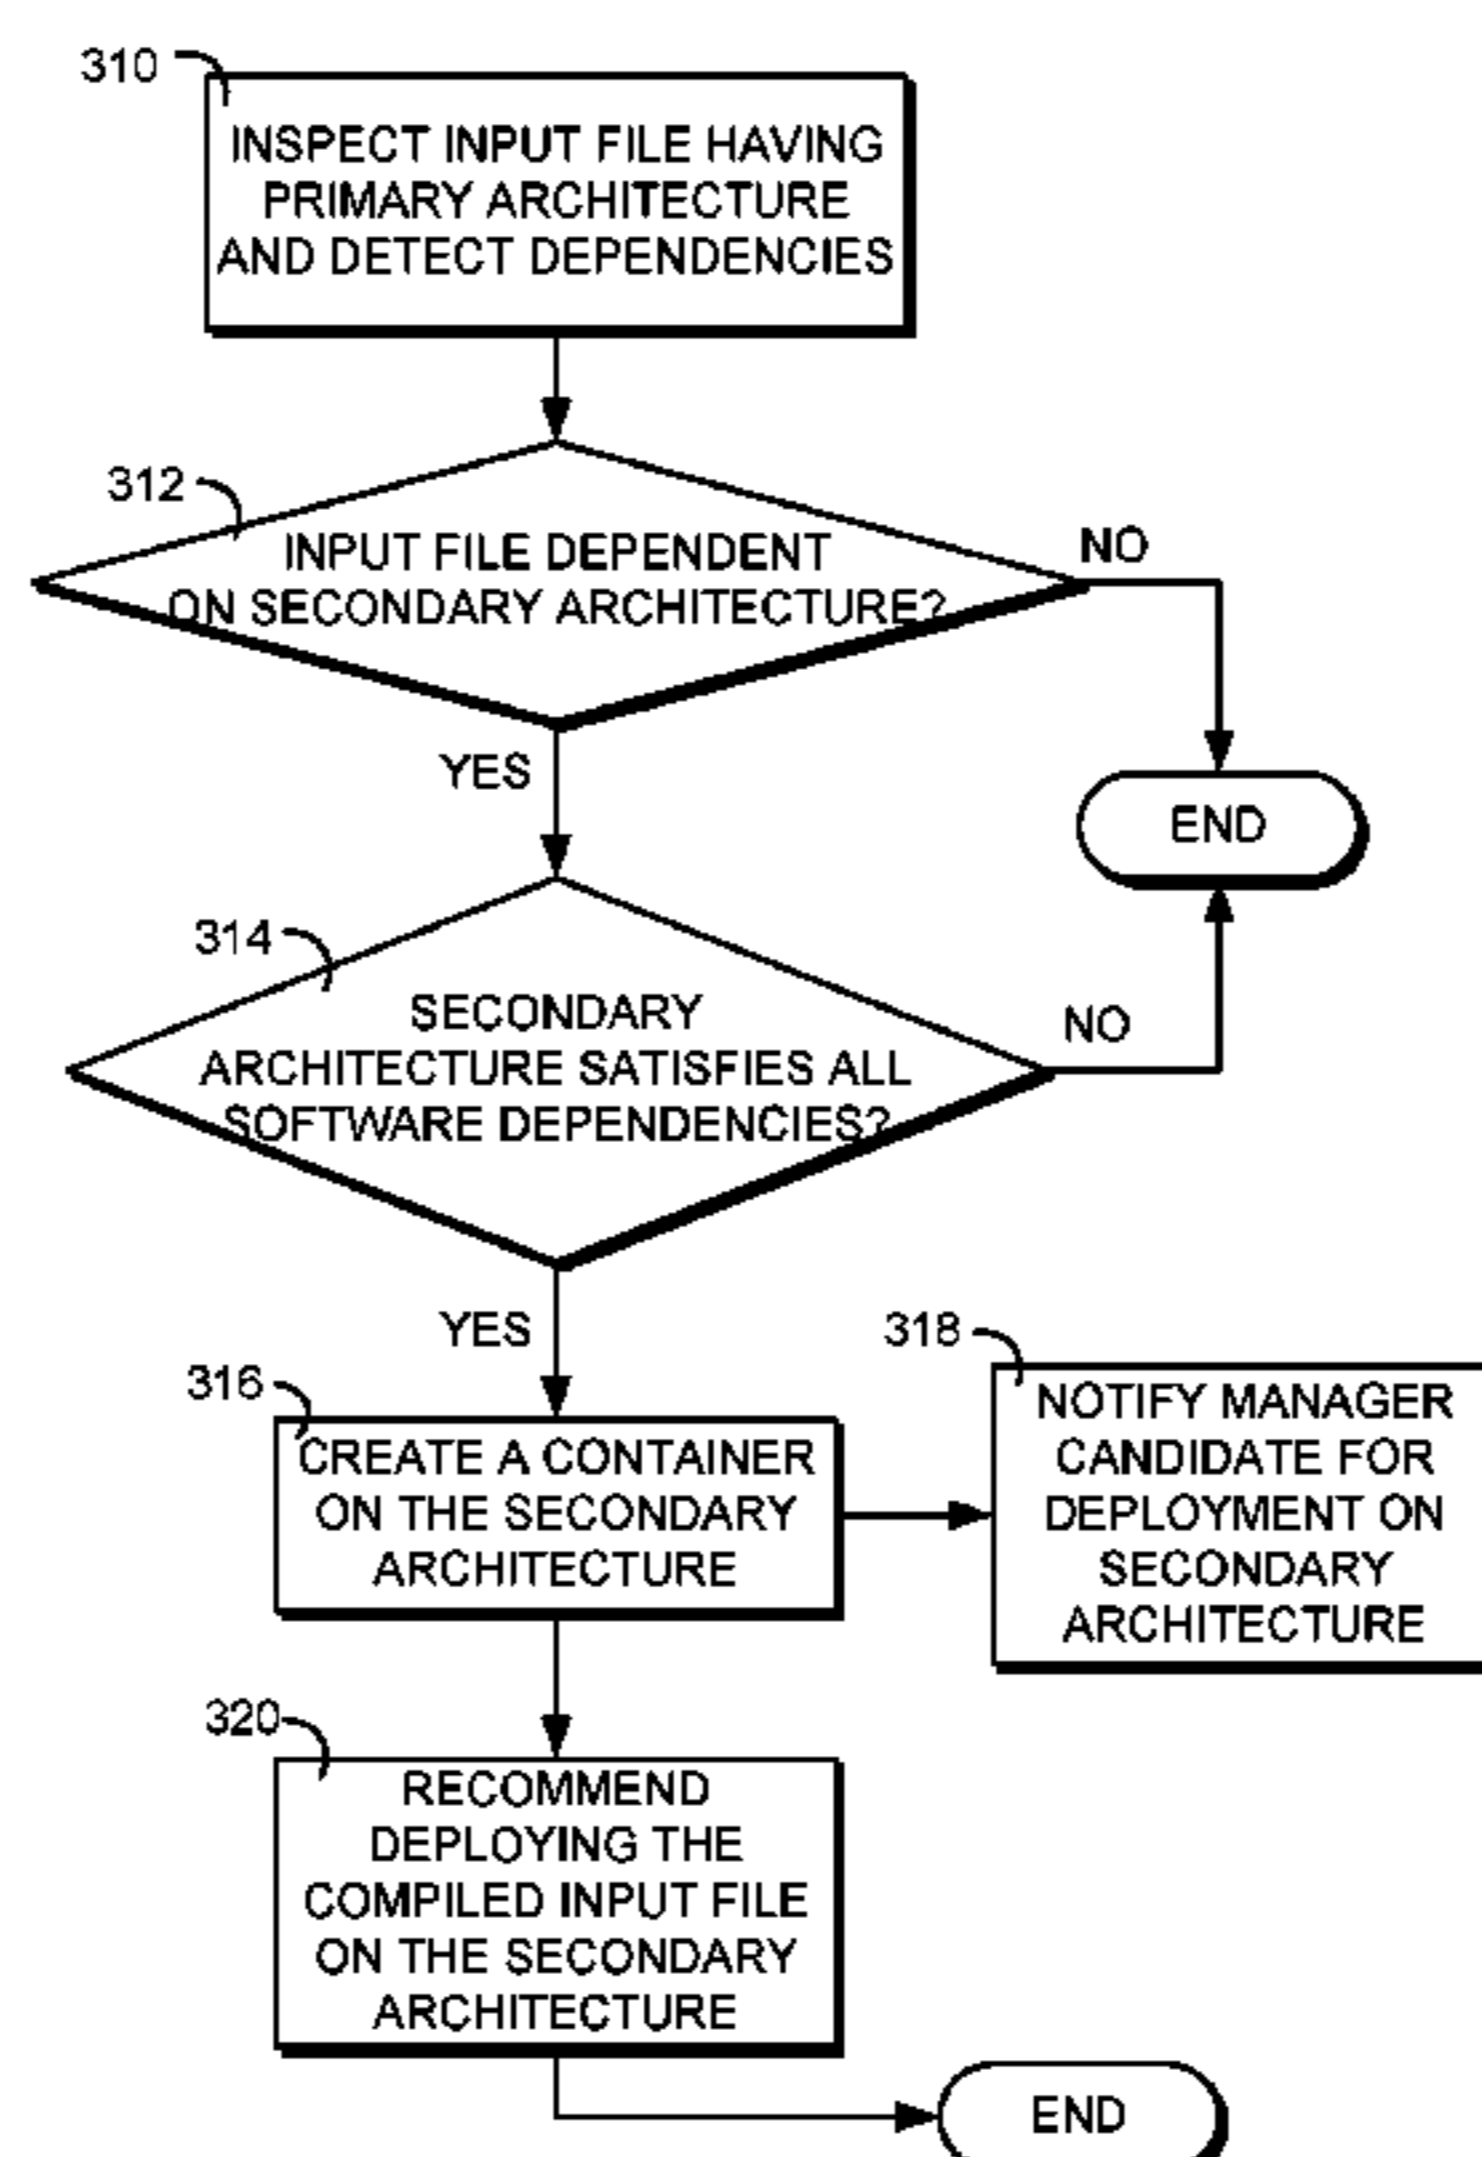 310
INSPECT INPUT FILE HAVING
PRIMARY ARCHITECTURE
AND DETECT DEPENDENCIES
312
INPUT FILE DEPENDENT
ON SECONDARY ARCHITECTURE?
NO
YES
END
314
SECONDARY
ARCHITECTURE SATISFIES ALL
SOFTWARE DEPENDENCIES?
NO
YES
316
CREATE A CONTAINER
ON THE SECONDARY
ARCHITECTURE
318
NOTIFY MANAGER
CANDIDATE FOR
DEPLOYMENT ON
SECONDARY
ARCHITECTURE
320
RECOMMEND
DEPLOYING THE
COMPILED INPUT FILE
ON THE SECONDARY
ARCHITECTURE
END